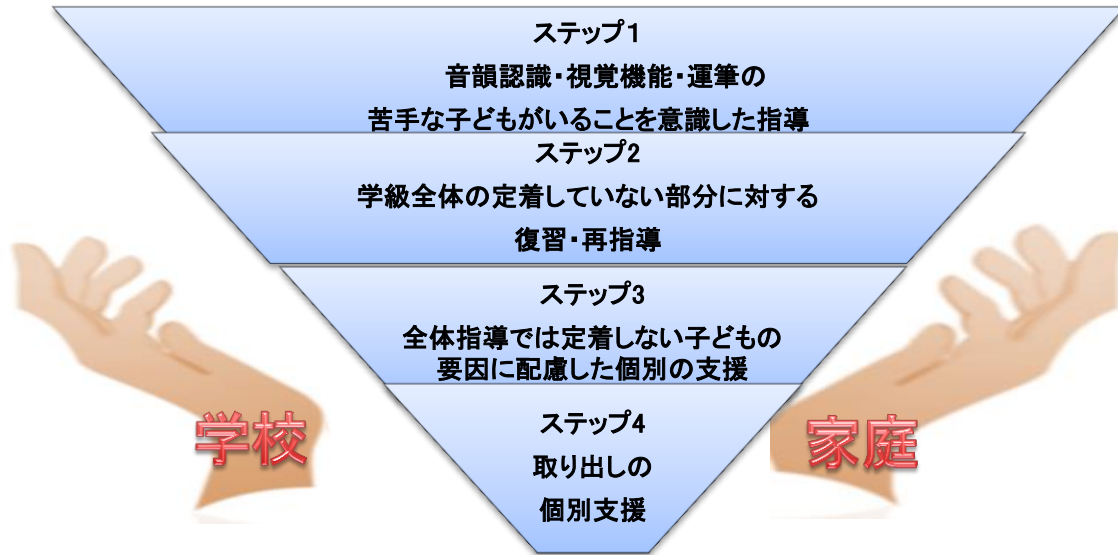 ステップ1
音韻認識・視覚機能・運筆の
苦手な子どもがいることを意識した指導
ステップ2
学級全体の定着していない部分に対する
復習・再指導
ステップ3
全体指導では定着しない子どもの
要因に配慮した個別の支援
ステップ4
取り出しの
個別支援
学校
家庭